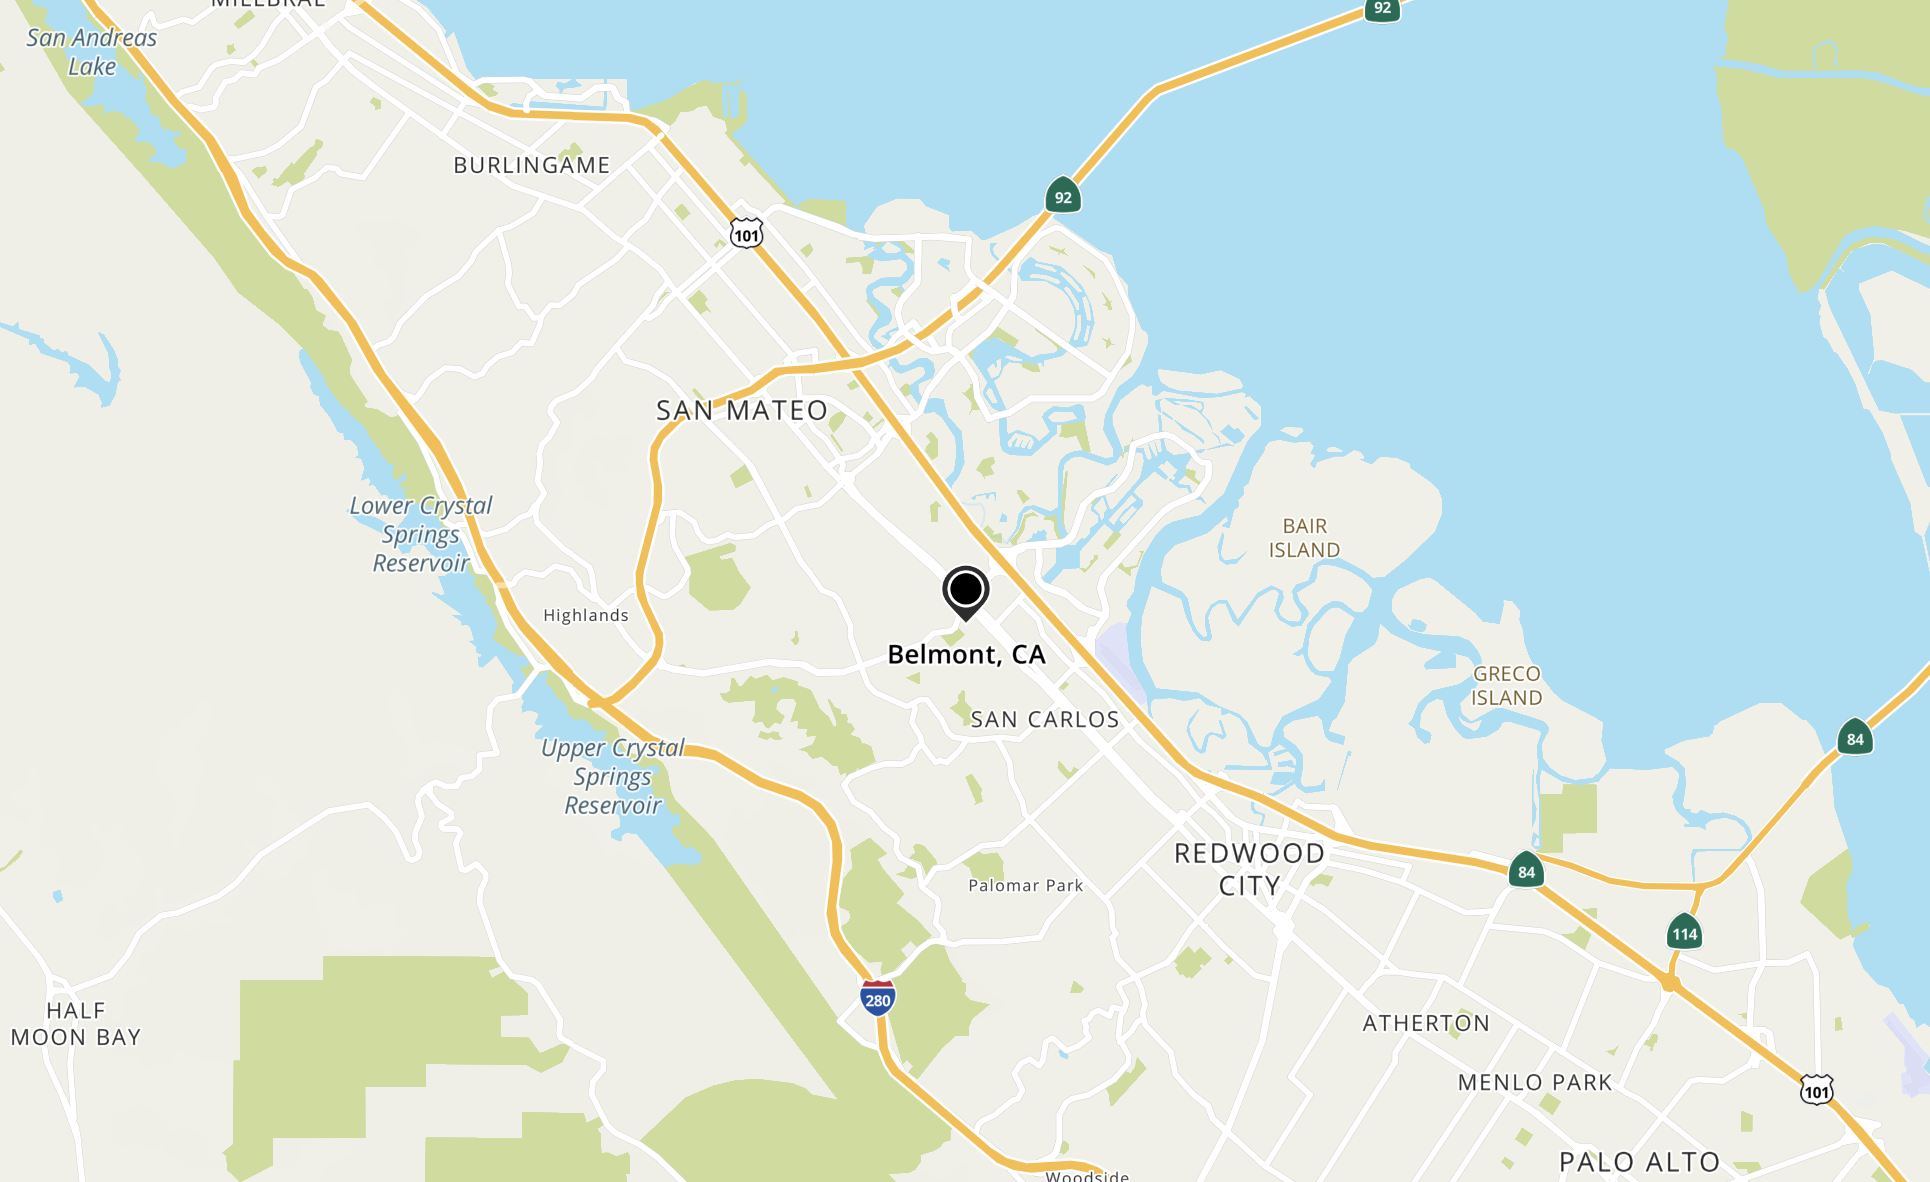 MILLBRAE
92
San Andreas
Lake
BURLINGAME
92
101
SAN MATEO
Lower Crystal
Springs
Reservoir
BAIR
ISLAND
Highlands
Belmont, CA
GRECO
ISLAND
SAN CARLOS
84
Upper Crystal
Springs
Reservoir
REDWOOD
CITY
84
Palomar Park
114
280
HALF
MOON BAY
ATHERTON
MENLO PARK
101
PALO ALTO
Woodside